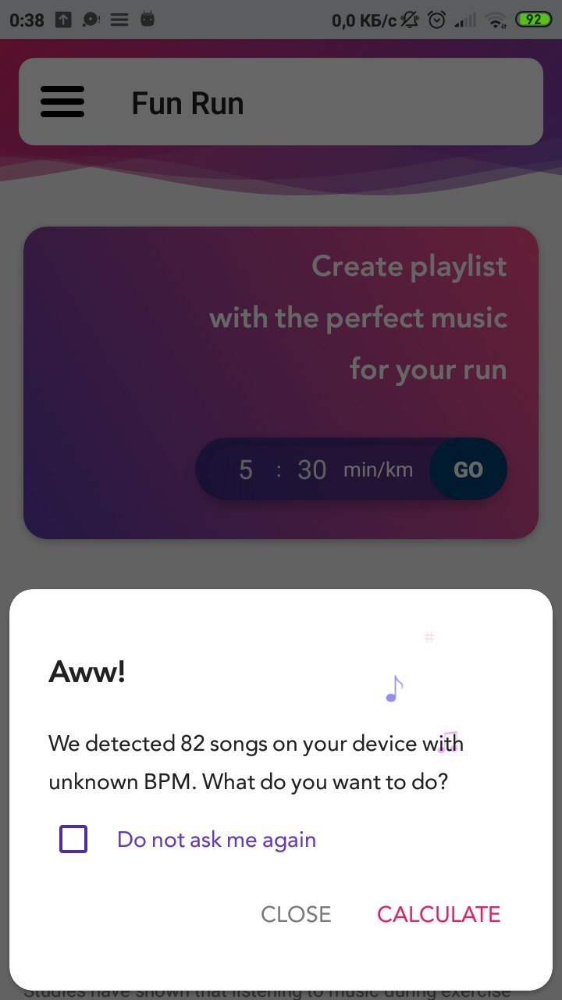 0:38
0,0 КБ/с
92
Fun Run
Create playlist
with the perfect music
for your run
5 : 30 min/km GO
Aww!
We detected 82 songs on your device with
unknown BPM. What do you want to do?
Do not ask me again
CLOSE CALCULATE
Studies have shown that listening to music during exercise